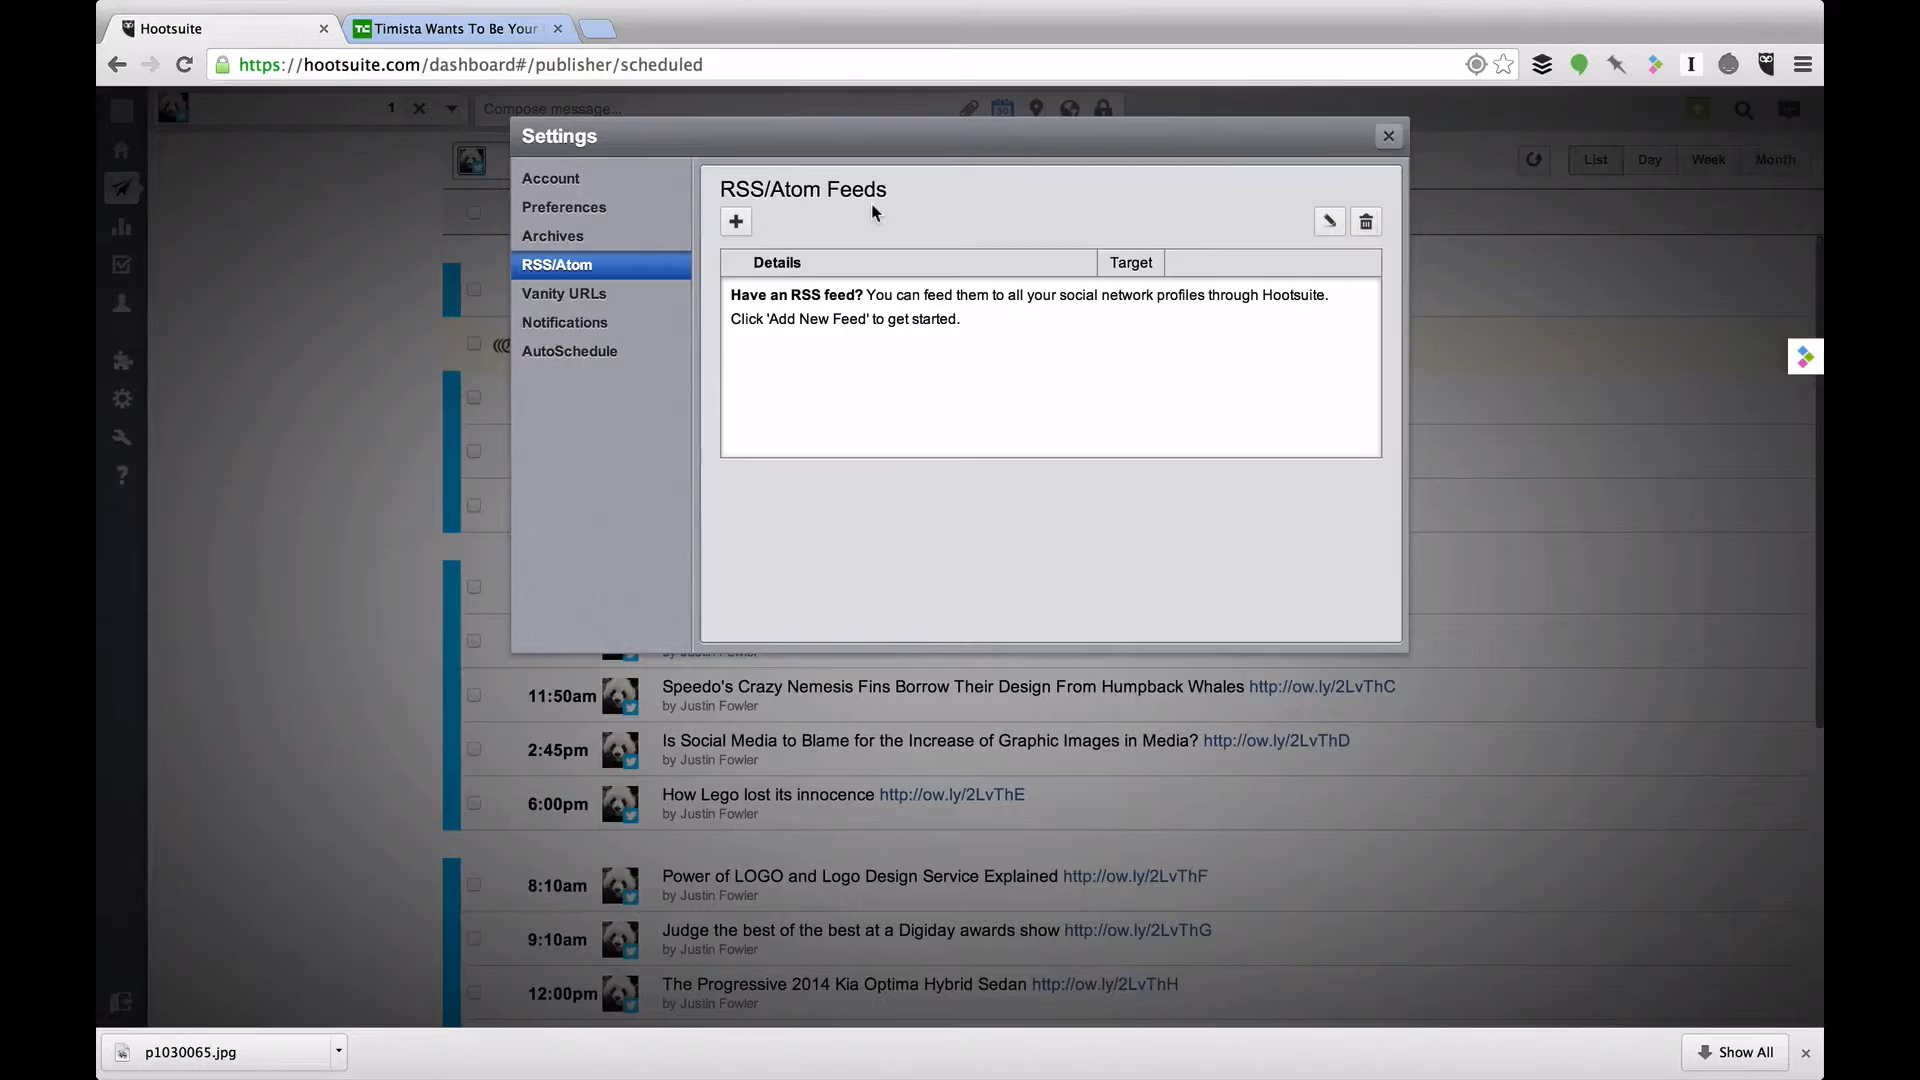 Hootsuite
Timista Wants To Be Your
https://hootsuite.com/dashboard#/publisher/scheduled
1
Compose message...
Settings
List
Day
Week
Month
Account
Preferences
Archives
RSS/Atom
Vanity URLs
Notifications
AutoSchedule
RSS/Atom Feeds
Details
Target
Have an RSS feed? You can feed them to all your social network profiles through Hootsuite.
Click 'Add New Feed' to get started.
by Justin Fowler
11:50am
Speedo's Crazy Nemesis Fins Borrow Their Design From Humpback Whales http://ow.ly/2LvThC
by Justin Fowler
2:45pm
Is Social Media to Blame for the Increase of Graphic Images in Media? http://ow.ly/2LvThD
by Justin Fowler
6:00pm
How Lego lost its innocence http://ow.ly/2LvThE
by Justin Fowler
8:10am
Power of LOGO and Logo Design Service Explained http://ow.ly/2LvThF
by Justin Fowler
9:10am
Judge the best of the best at a Digiday awards show http://ow.ly/2LvThG
by Justin Fowler
12:00pm
The Progressive 2014 Kia Optima Hybrid Sedan http://ow.ly/2LvThH
by Justin Fowler
p1030065.jpg
Show All